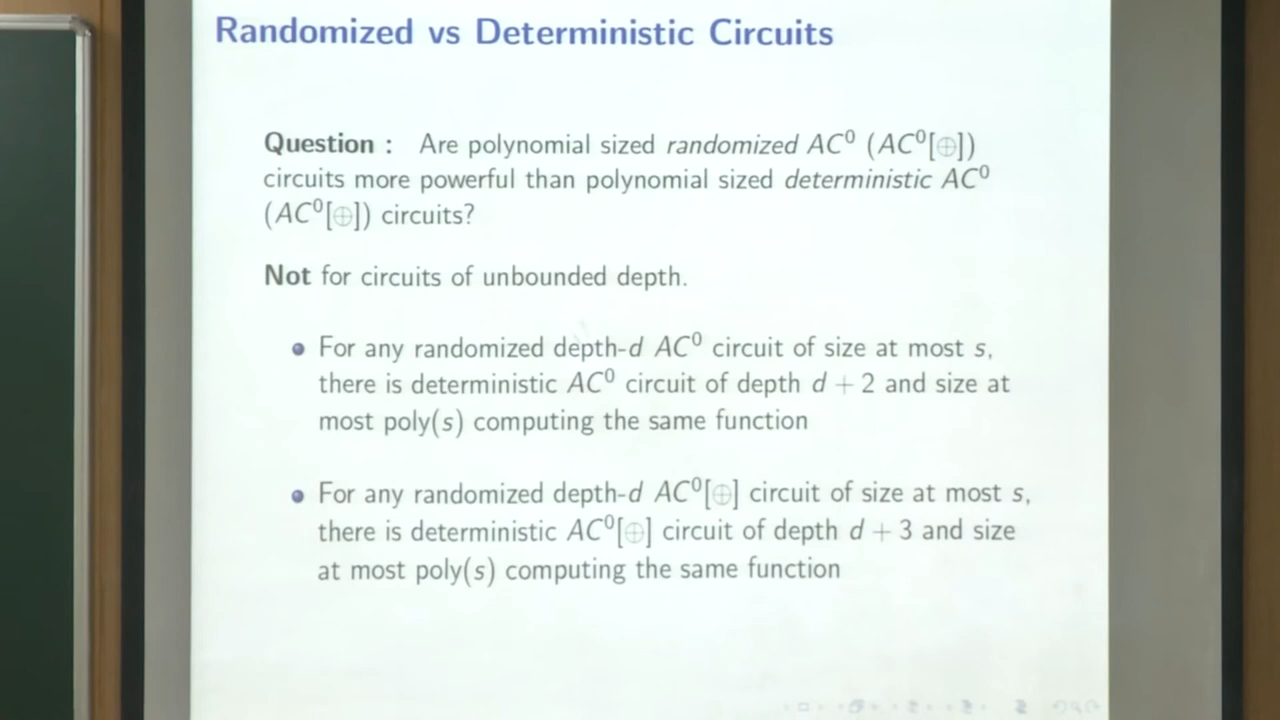 Randomized vs Deterministic Circuits
Question : Are polynomial sized randomized AC⁰ (AC⁰[⊕])
circuits more powerful than polynomial sized deterministic AC⁰
(AC⁰[⊕]) circuits?
Not for circuits of unbounded depth.
• For any randomized depth-d AC⁰ circuit of size at most s,
there is deterministic AC⁰ circuit of depth d + 2 and size at
most poly(s) computing the same function
• For any randomized depth-d AC⁰[⊕] circuit of size at most s,
there is deterministic AC⁰[⊕] circuit of depth d + 3 and size
at most poly(s) computing the same function